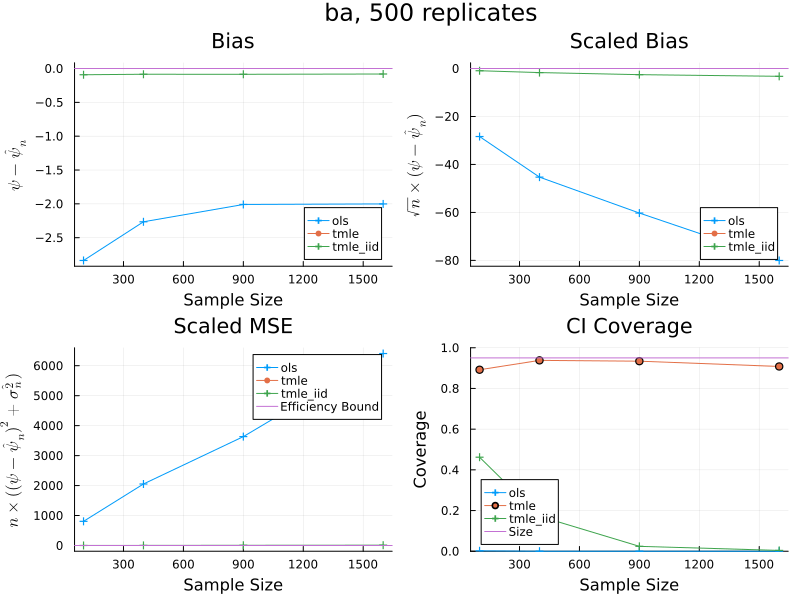 ba, 500 replicates
Bias
ψ − ψ̂ₙ
0.0
−0.5
−1.0
−1.5
−2.0
−2.5
300 600 900 1200 1500
Sample Size
ols
tmle
tmle_iid
Scaled Bias
√n × (ψ − ψ̂ₙ)
0
−20
−40
−60
−80
300 600 900 1200 1500
Sample Size
ols
tmle
tmle_iid
Scaled MSE
n × ((ψ − ψ̂ₙ)² + σ̂ₙ²)
6000
5000
4000
3000
2000
1000
0
300 600 900 1200 1500
Sample Size
ols
tmle
tmle_iid
Efficiency Bound
CI Coverage
Coverage
1.0
0.8
0.6
0.4
0.2
0.0
300 600 900 1200 1500
Sample Size
ols
tmle
tmle_iid
Size